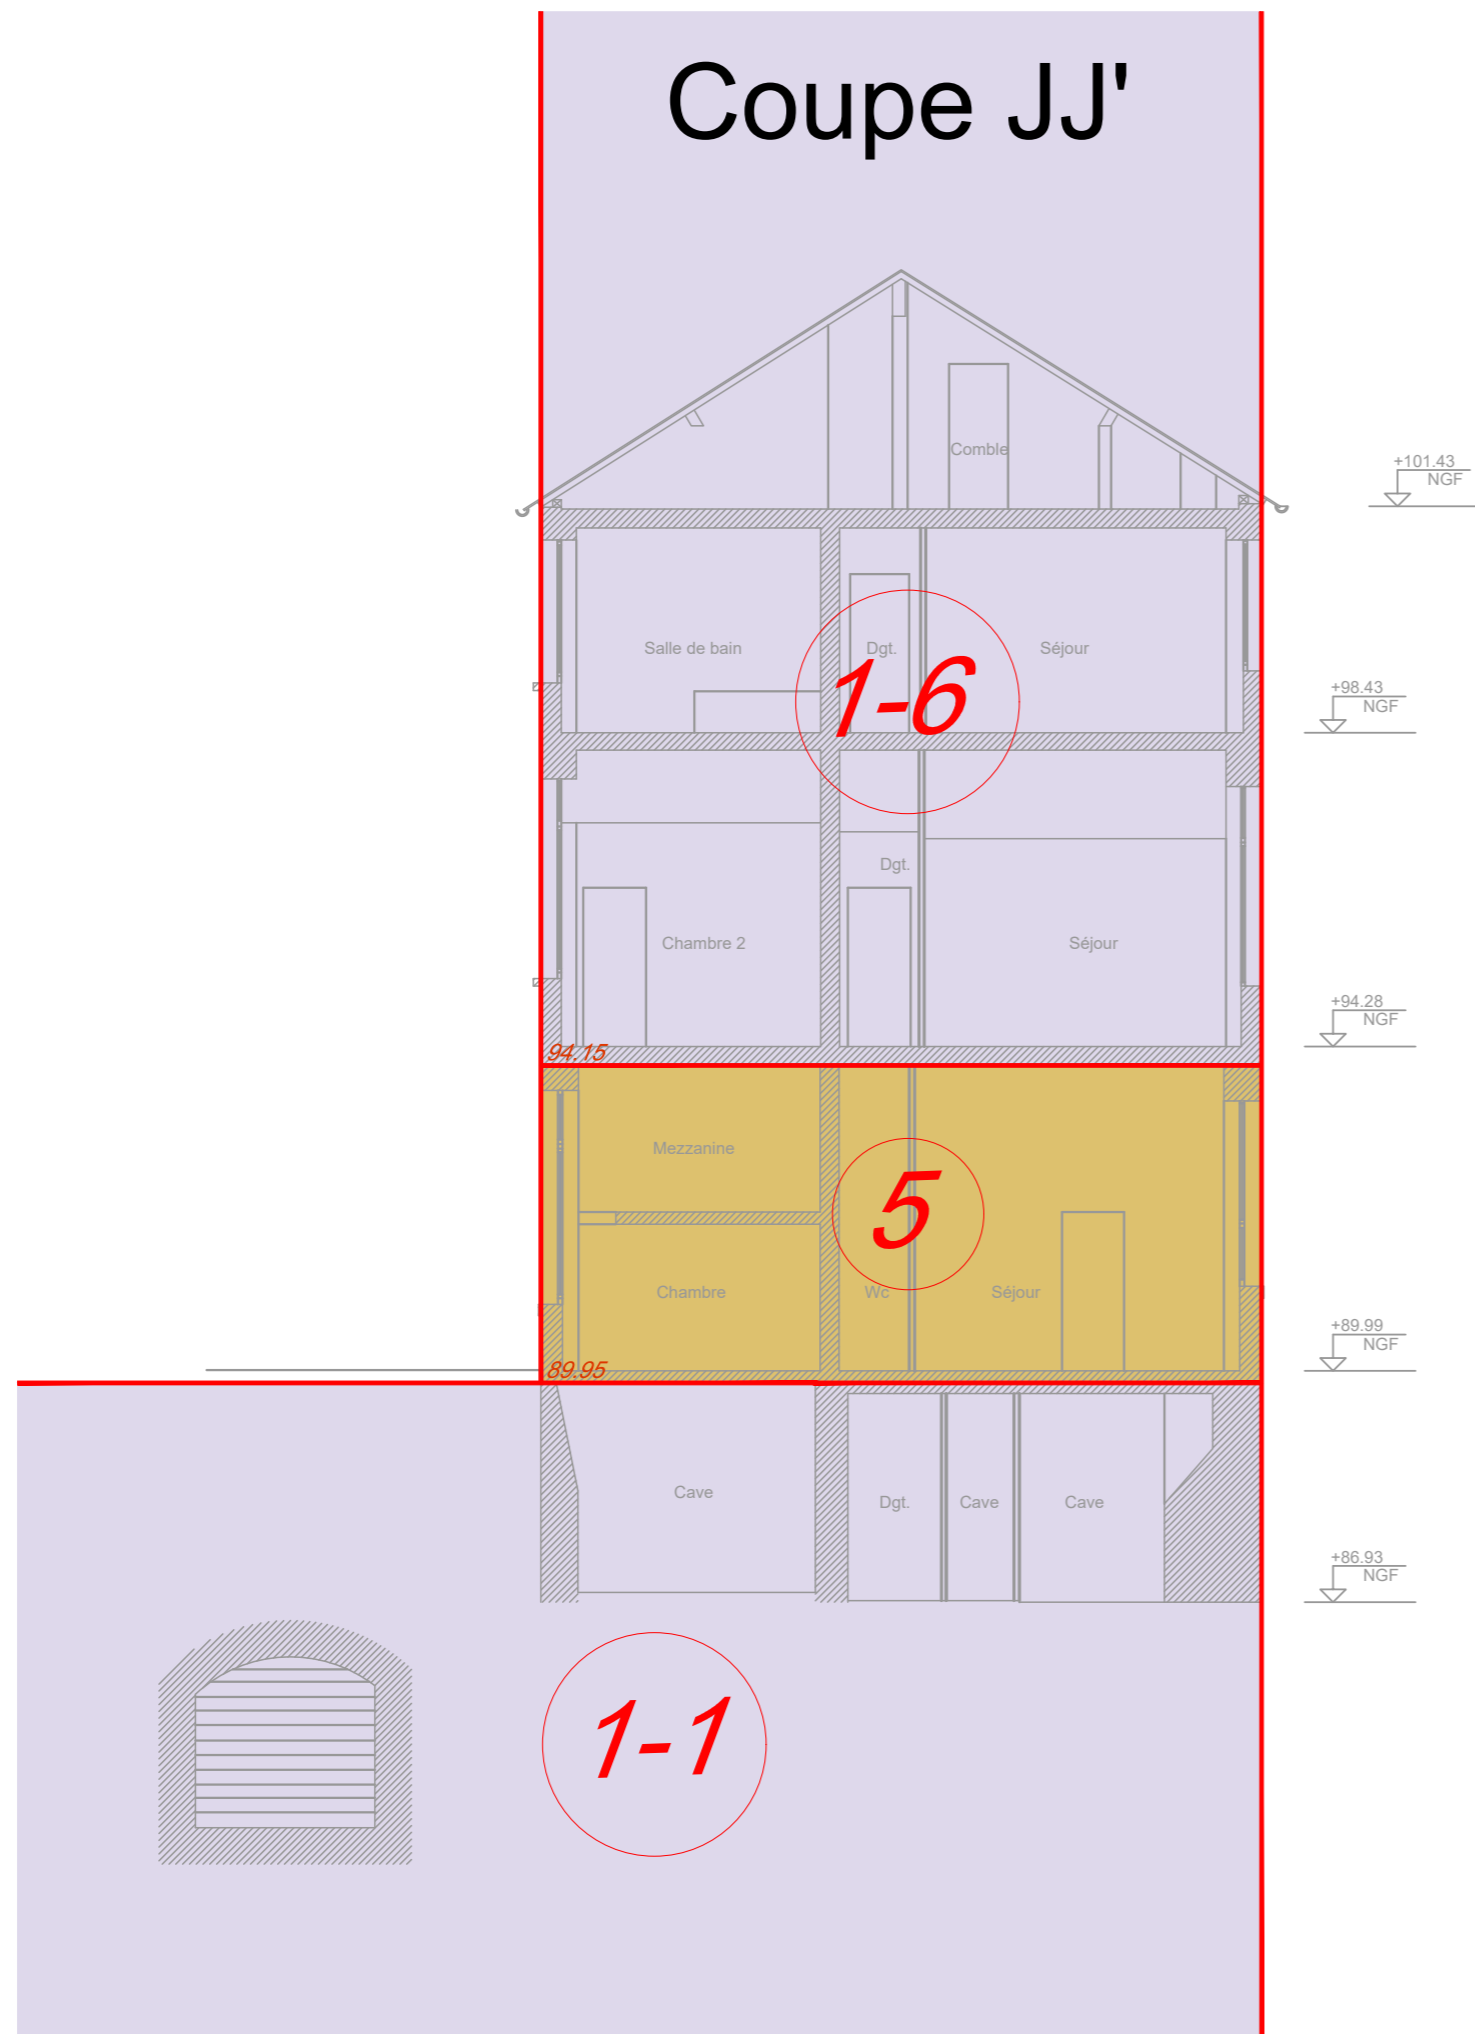 Coupe JJ'
Comble
+101.43
NGF
Salle de bain
Dgt.
Séjour
1-6
+98.43
NGF
Dgt.
Chambre 2
Séjour
+94.28
NGF
94.15
Mezzanine
5
Chambre
Wc
Séjour
+89.99
NGF
89.95
Cave
Dgt.
Cave
Cave
+86.93
NGF
1-1